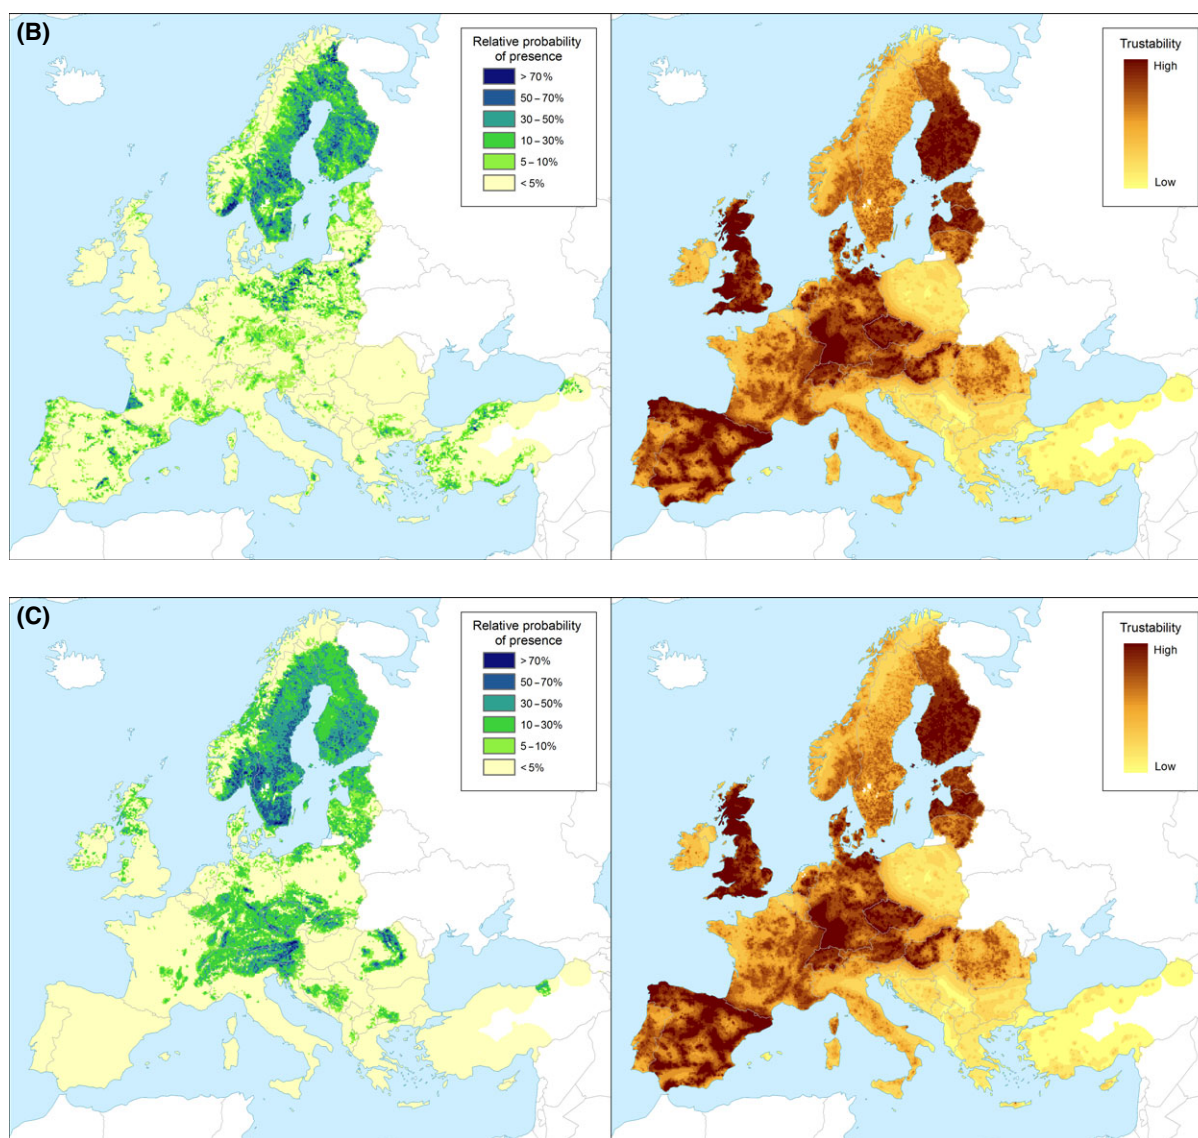 (B)
Relative probability
of presence
> 70%
50 – 70%
30 – 50%
10 – 30%
5 – 10%
< 5%
Trustability
High
Low
(C)
Relative probability
of presence
> 70%
50 – 70%
30 – 50%
10 – 30%
5 – 10%
< 5%
Trustability
High
Low